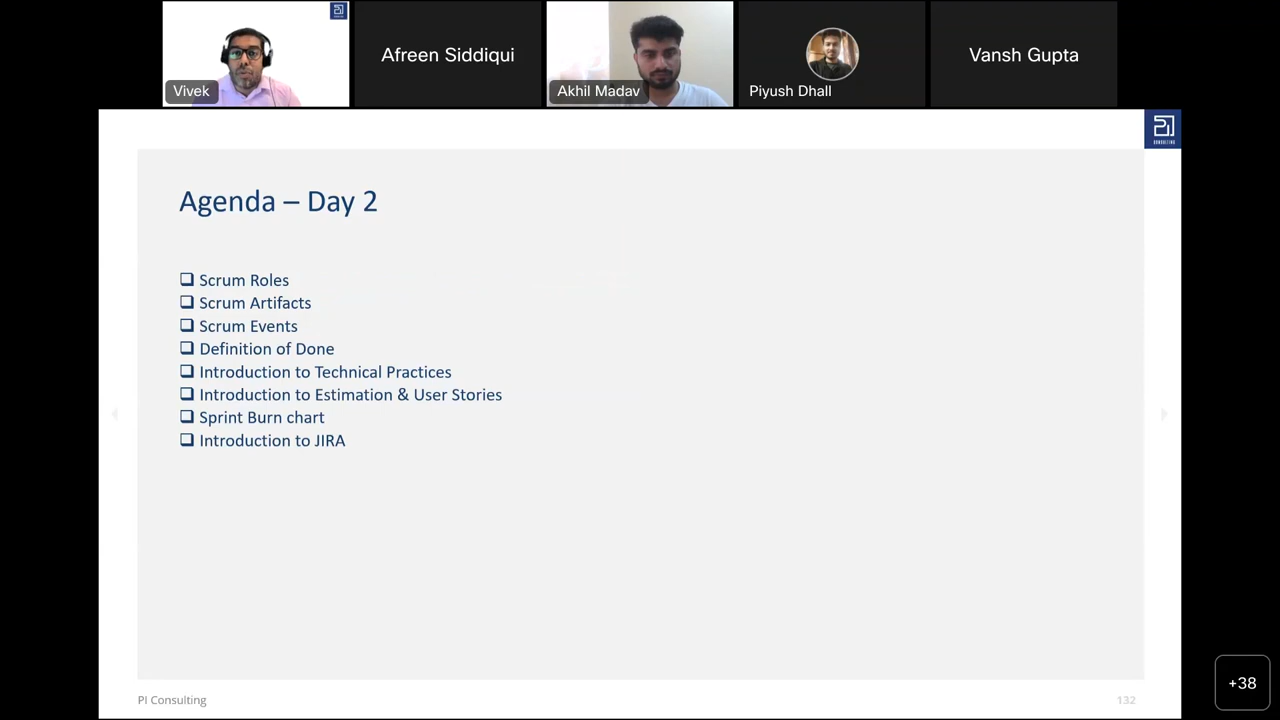 Vivek
Afreen Siddiqui
Akhil Madav
Piyush Dhall
Vansh Gupta
CONSULTING
Agenda – Day 2
Scrum Roles
Scrum Artifacts
Scrum Events
Definition of Done
Introduction to Technical Practices
Introduction to Estimation & User Stories
Sprint Burn chart
Introduction to JIRA
PI Consulting
132
+38